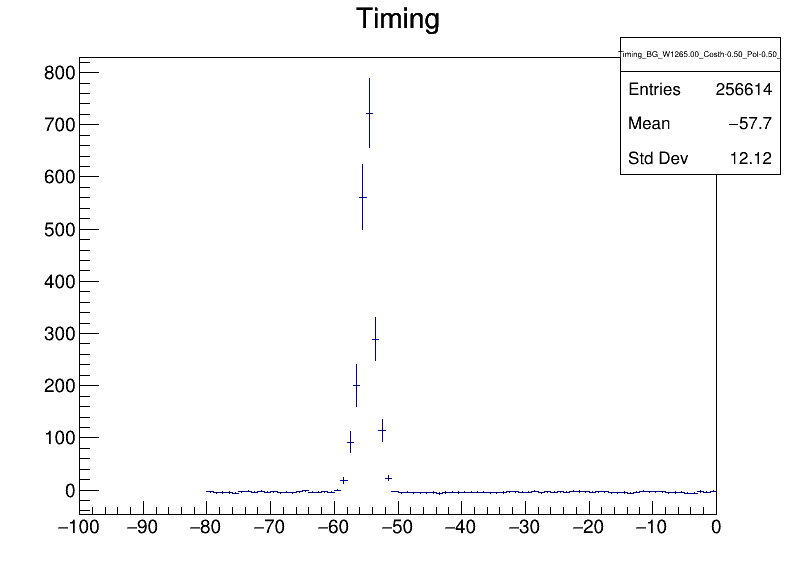 Timing
Timing_BG_W1265.00_Costh-0.50_Pol-0.50_
Entries 256614
Mean −57.7
Std Dev 12.12
800
700
600
500
400
300
200
100
0
−100 −90 −80 −70 −60 −50 −40 −30 −20 −10 0